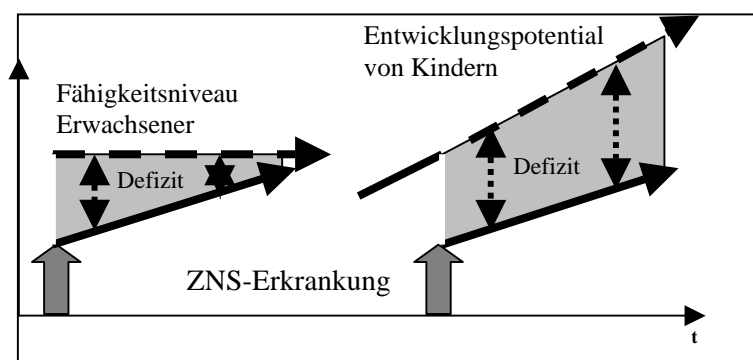 Entwicklungspotential
von Kindern
Fähigkeitsniveau
Erwachsener
Defizit
Defizit
ZNS-Erkrankung
t